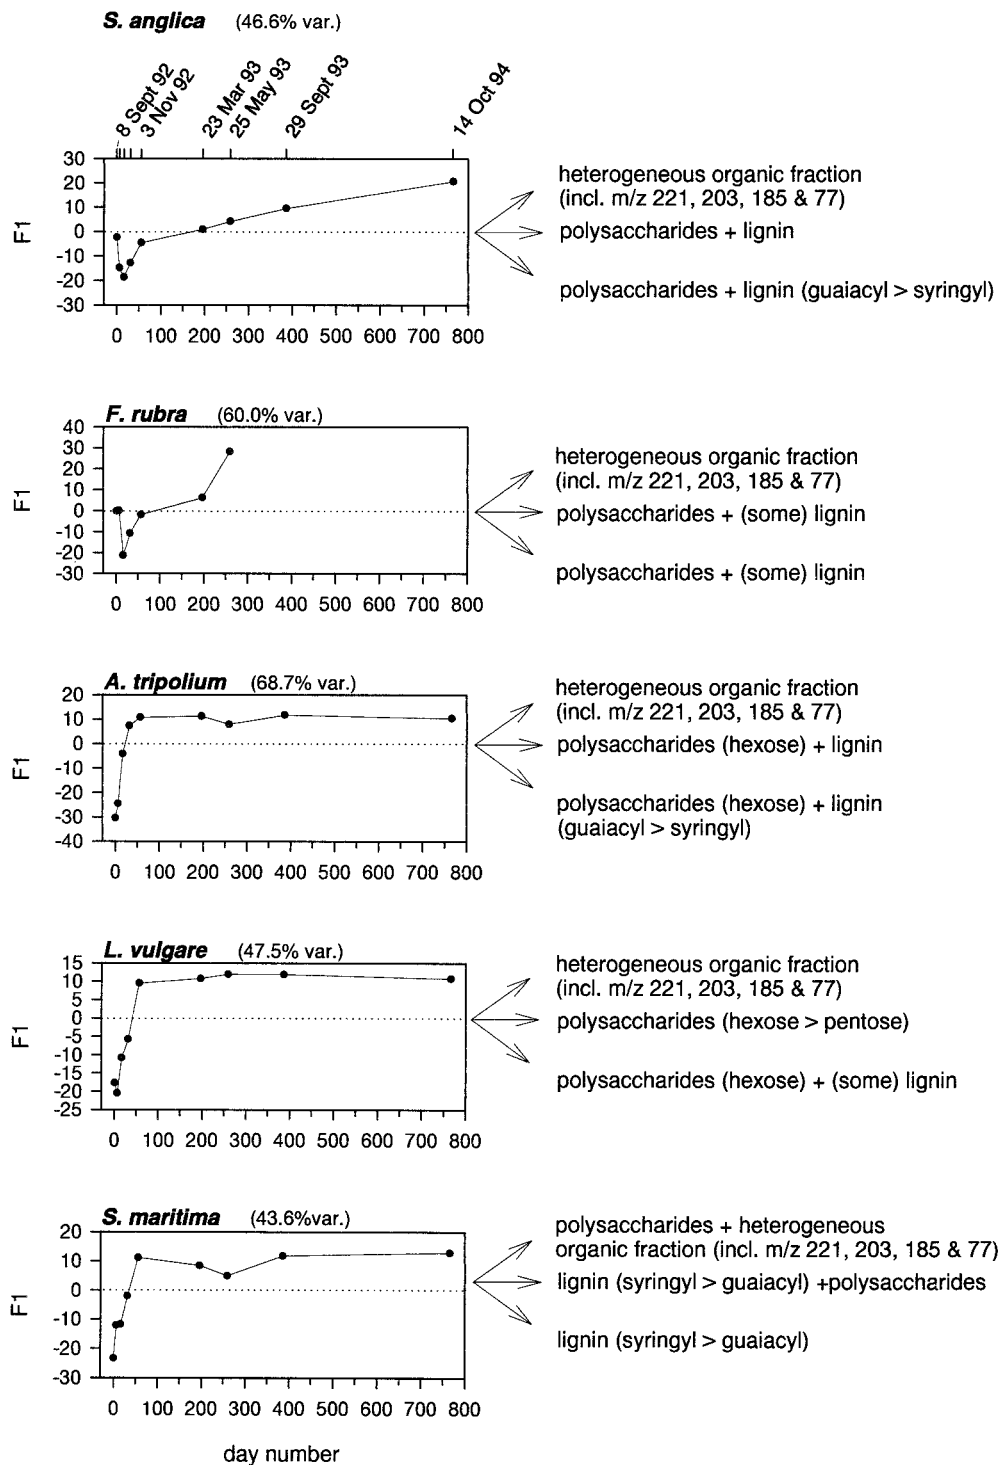 S. anglica (46.6% var.)
8 Sept 92
3 Nov 92
23 Mar 93
25 May 93
29 Sept 93
14 Oct 94
30
20
10
0
-10
-20
-30
F1
0 100 200 300 400 500 600 700 800
heterogeneous organic fraction
(incl. m/z 221, 203, 185 & 77)
polysaccharides + lignin
polysaccharides + lignin (guaiacyl > syringyl)
F. rubra (60.0% var.)
40
30
20
10
0
-10
-20
-30
F1
0 100 200 300 400 500 600 700 800
heterogeneous organic fraction
(incl. m/z 221, 203, 185 & 77)
polysaccharides + (some) lignin
polysaccharides + (some) lignin
A. tripolium (68.7% var.)
20
10
0
-10
-20
-30
-40
F1
0 100 200 300 400 500 600 700 800
heterogeneous organic fraction
(incl. m/z 221, 203, 185 & 77)
polysaccharides (hexose) + lignin
polysaccharides (hexose) + lignin
(guaiacyl > syringyl)
L. vulgare (47.5% var.)
15
10
5
0
-5
-10
-15
-20
-25
F1
0 100 200 300 400 500 600 700 800
heterogeneous organic fraction
(incl. m/z 221, 203, 185 & 77)
polysaccharides (hexose > pentose)
polysaccharides (hexose) + (some) lignin
S. maritima (43.6%var.)
20
10
0
-10
-20
-30
F1
0 100 200 300 400 500 600 700 800
day number
polysaccharides + heterogeneous
organic fraction (incl. m/z 221, 203, 185 & 77)
lignin (syringyl > guaiacyl) +polysaccharides
lignin (syringyl > guaiacyl)